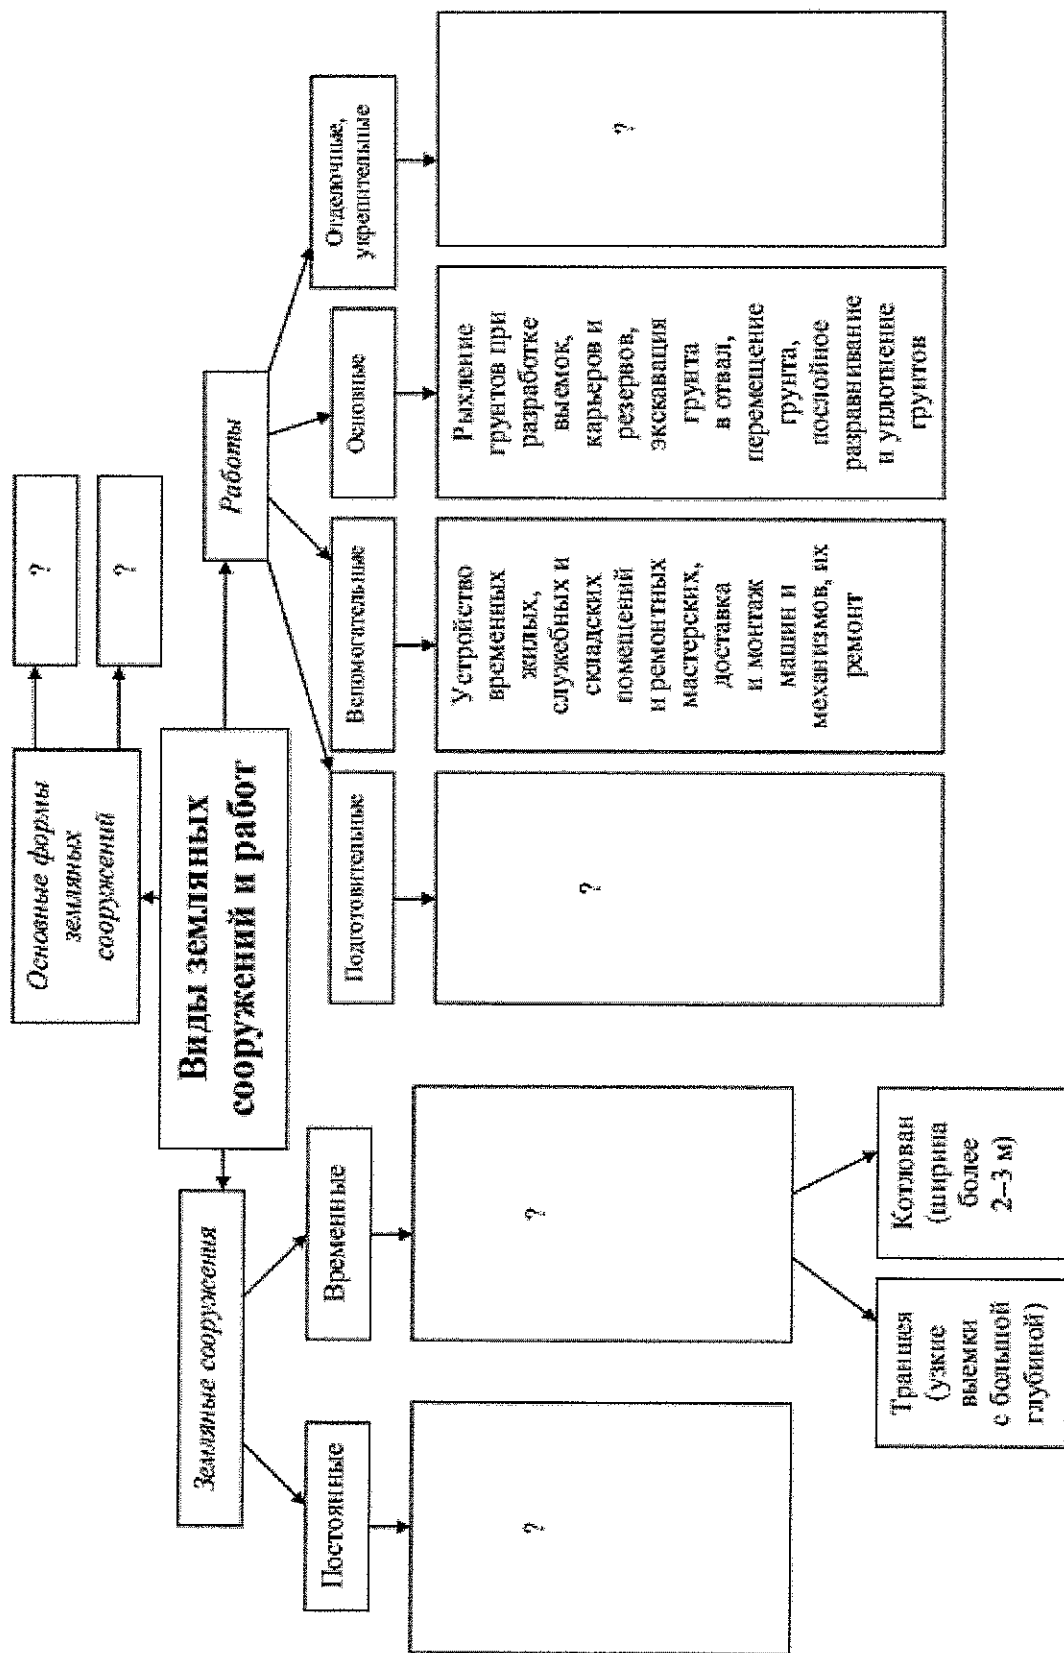 Основные формы
земляных
сооружений
?
?
Виды земляных
сооружений и работ
Земляные сооружения
Работы
Постоянные
Временные
Подготовительные
Вспомогательные
Основные
Отделочные,
укрепительные
?
?
?
Устройство
временных
жилых,
служебных и
складских
помещений
и ремонтных
мастерских,
доставка
и монтаж
машин и
механизмов, их
ремонт
Рыхление
грунтов при
разработке
выемок,
карьеров и
резервов,
экскавация
грунта
в отвал,
перемещение
грунта,
послойное
разравнивание
и уплотнение
грунтов
?
Траншея
(узкие
выемки
с большой
глубиной)
Котлован
(ширина
более
2–3 м)